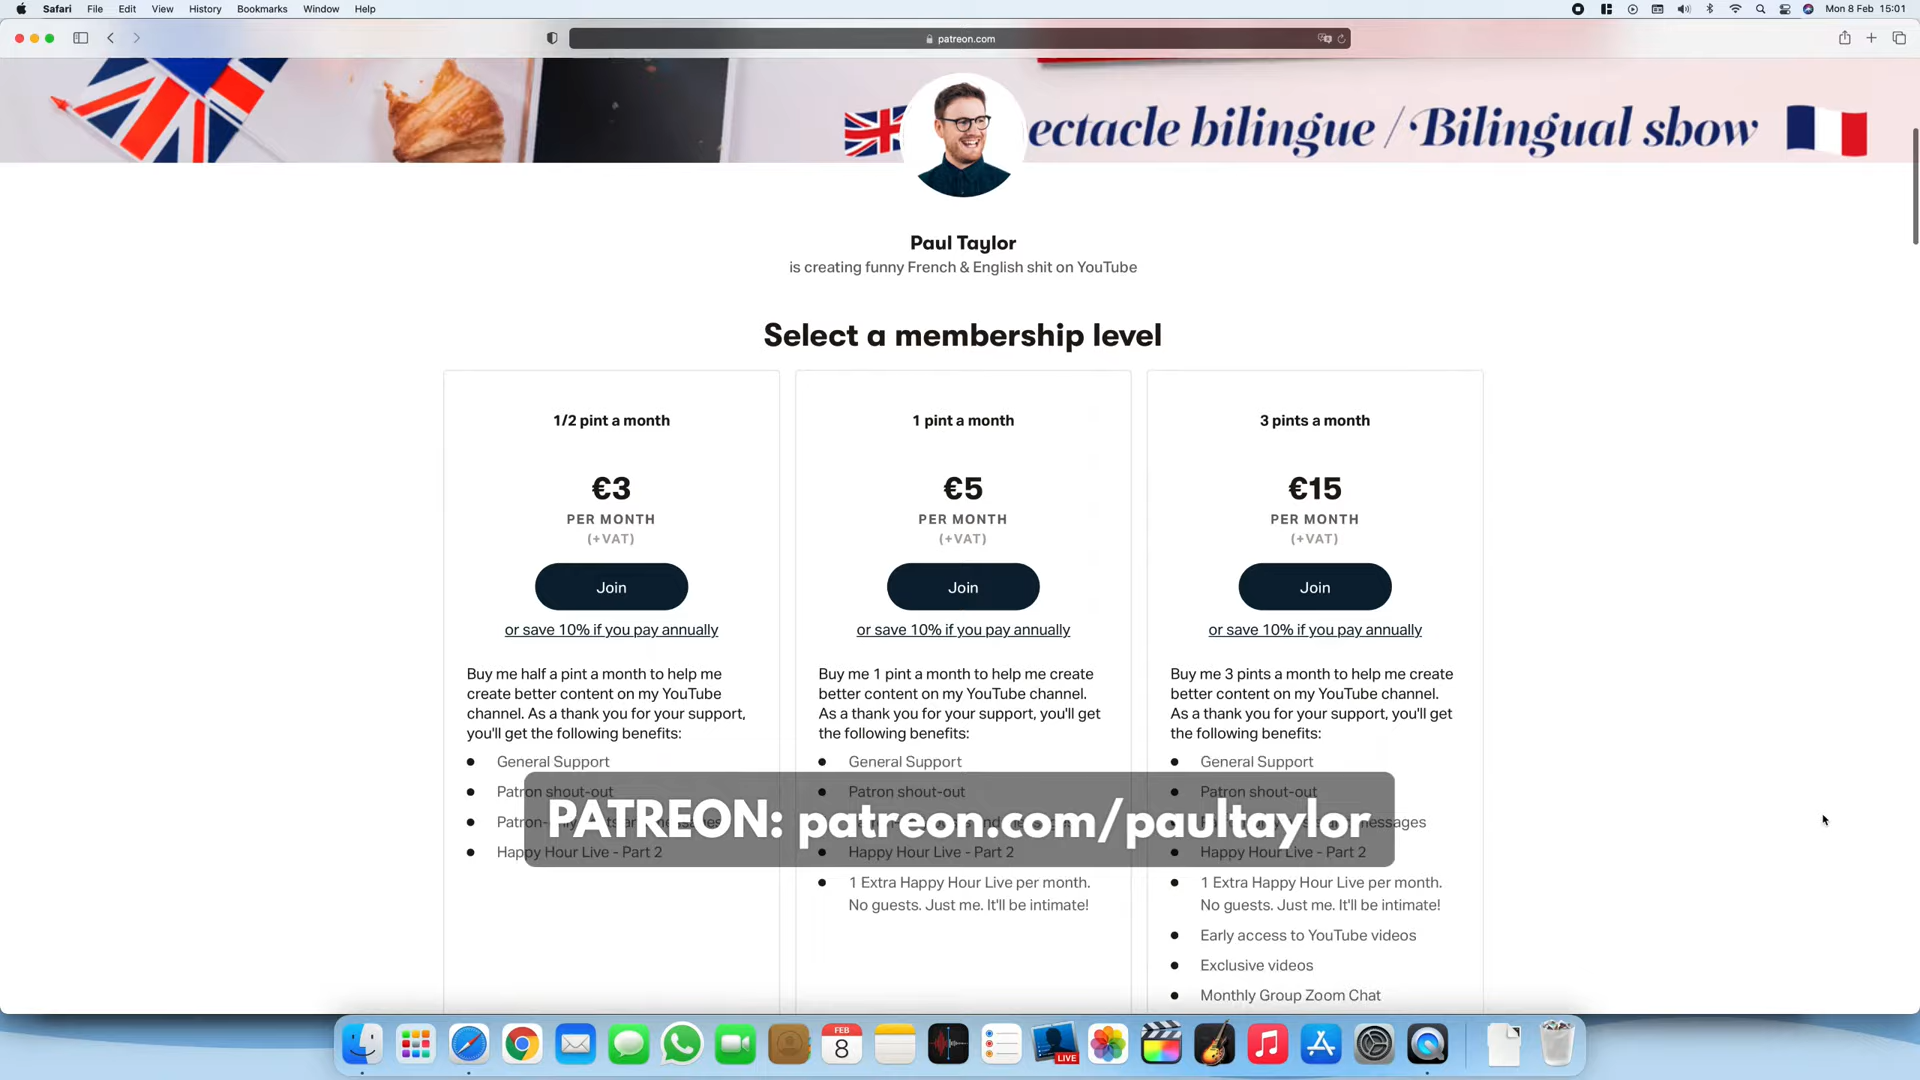 Safari File Edit View History Bookmarks Window Help Mon 8 Feb 15:01
patreon.com
ectacle bilingue / Bilingual show
Paul Taylor
is creating funny French & English shit on YouTube
Select a membership level
1/2 pint a month
€3
PER MONTH
(+VAT)
Join
or save 10% if you pay annually
Buy me half a pint a month to help me
create better content on my YouTube
channel. As a thank you for your support,
you'll get the following benefits:
General Support
Patron shout-out
Happy Hour Live - Part 2
1 pint a month
€5
PER MONTH
(+VAT)
Join
or save 10% if you pay annually
Buy me 1 pint a month to help me create
better content on my YouTube channel.
As a thank you for your support, you'll get
the following benefits:
General Support
Patron shout-out
Happy Hour Live - Part 2
1 Extra Happy Hour Live per month.
No guests. Just me. It'll be intimate!
3 pints a month
€15
PER MONTH
(+VAT)
Join
or save 10% if you pay annually
Buy me 3 pints a month to help me create
better content on my YouTube channel.
As a thank you for your support, you'll get
the following benefits:
General Support
Patron shout-out
messages
Happy Hour Live - Part 2
1 Extra Happy Hour Live per month.
No guests. Just me. It'll be intimate!
Early access to YouTube videos
Exclusive videos
Monthly Group Zoom Chat
PATREON: patreon.com/paultaylor
FEB
8
LIVE